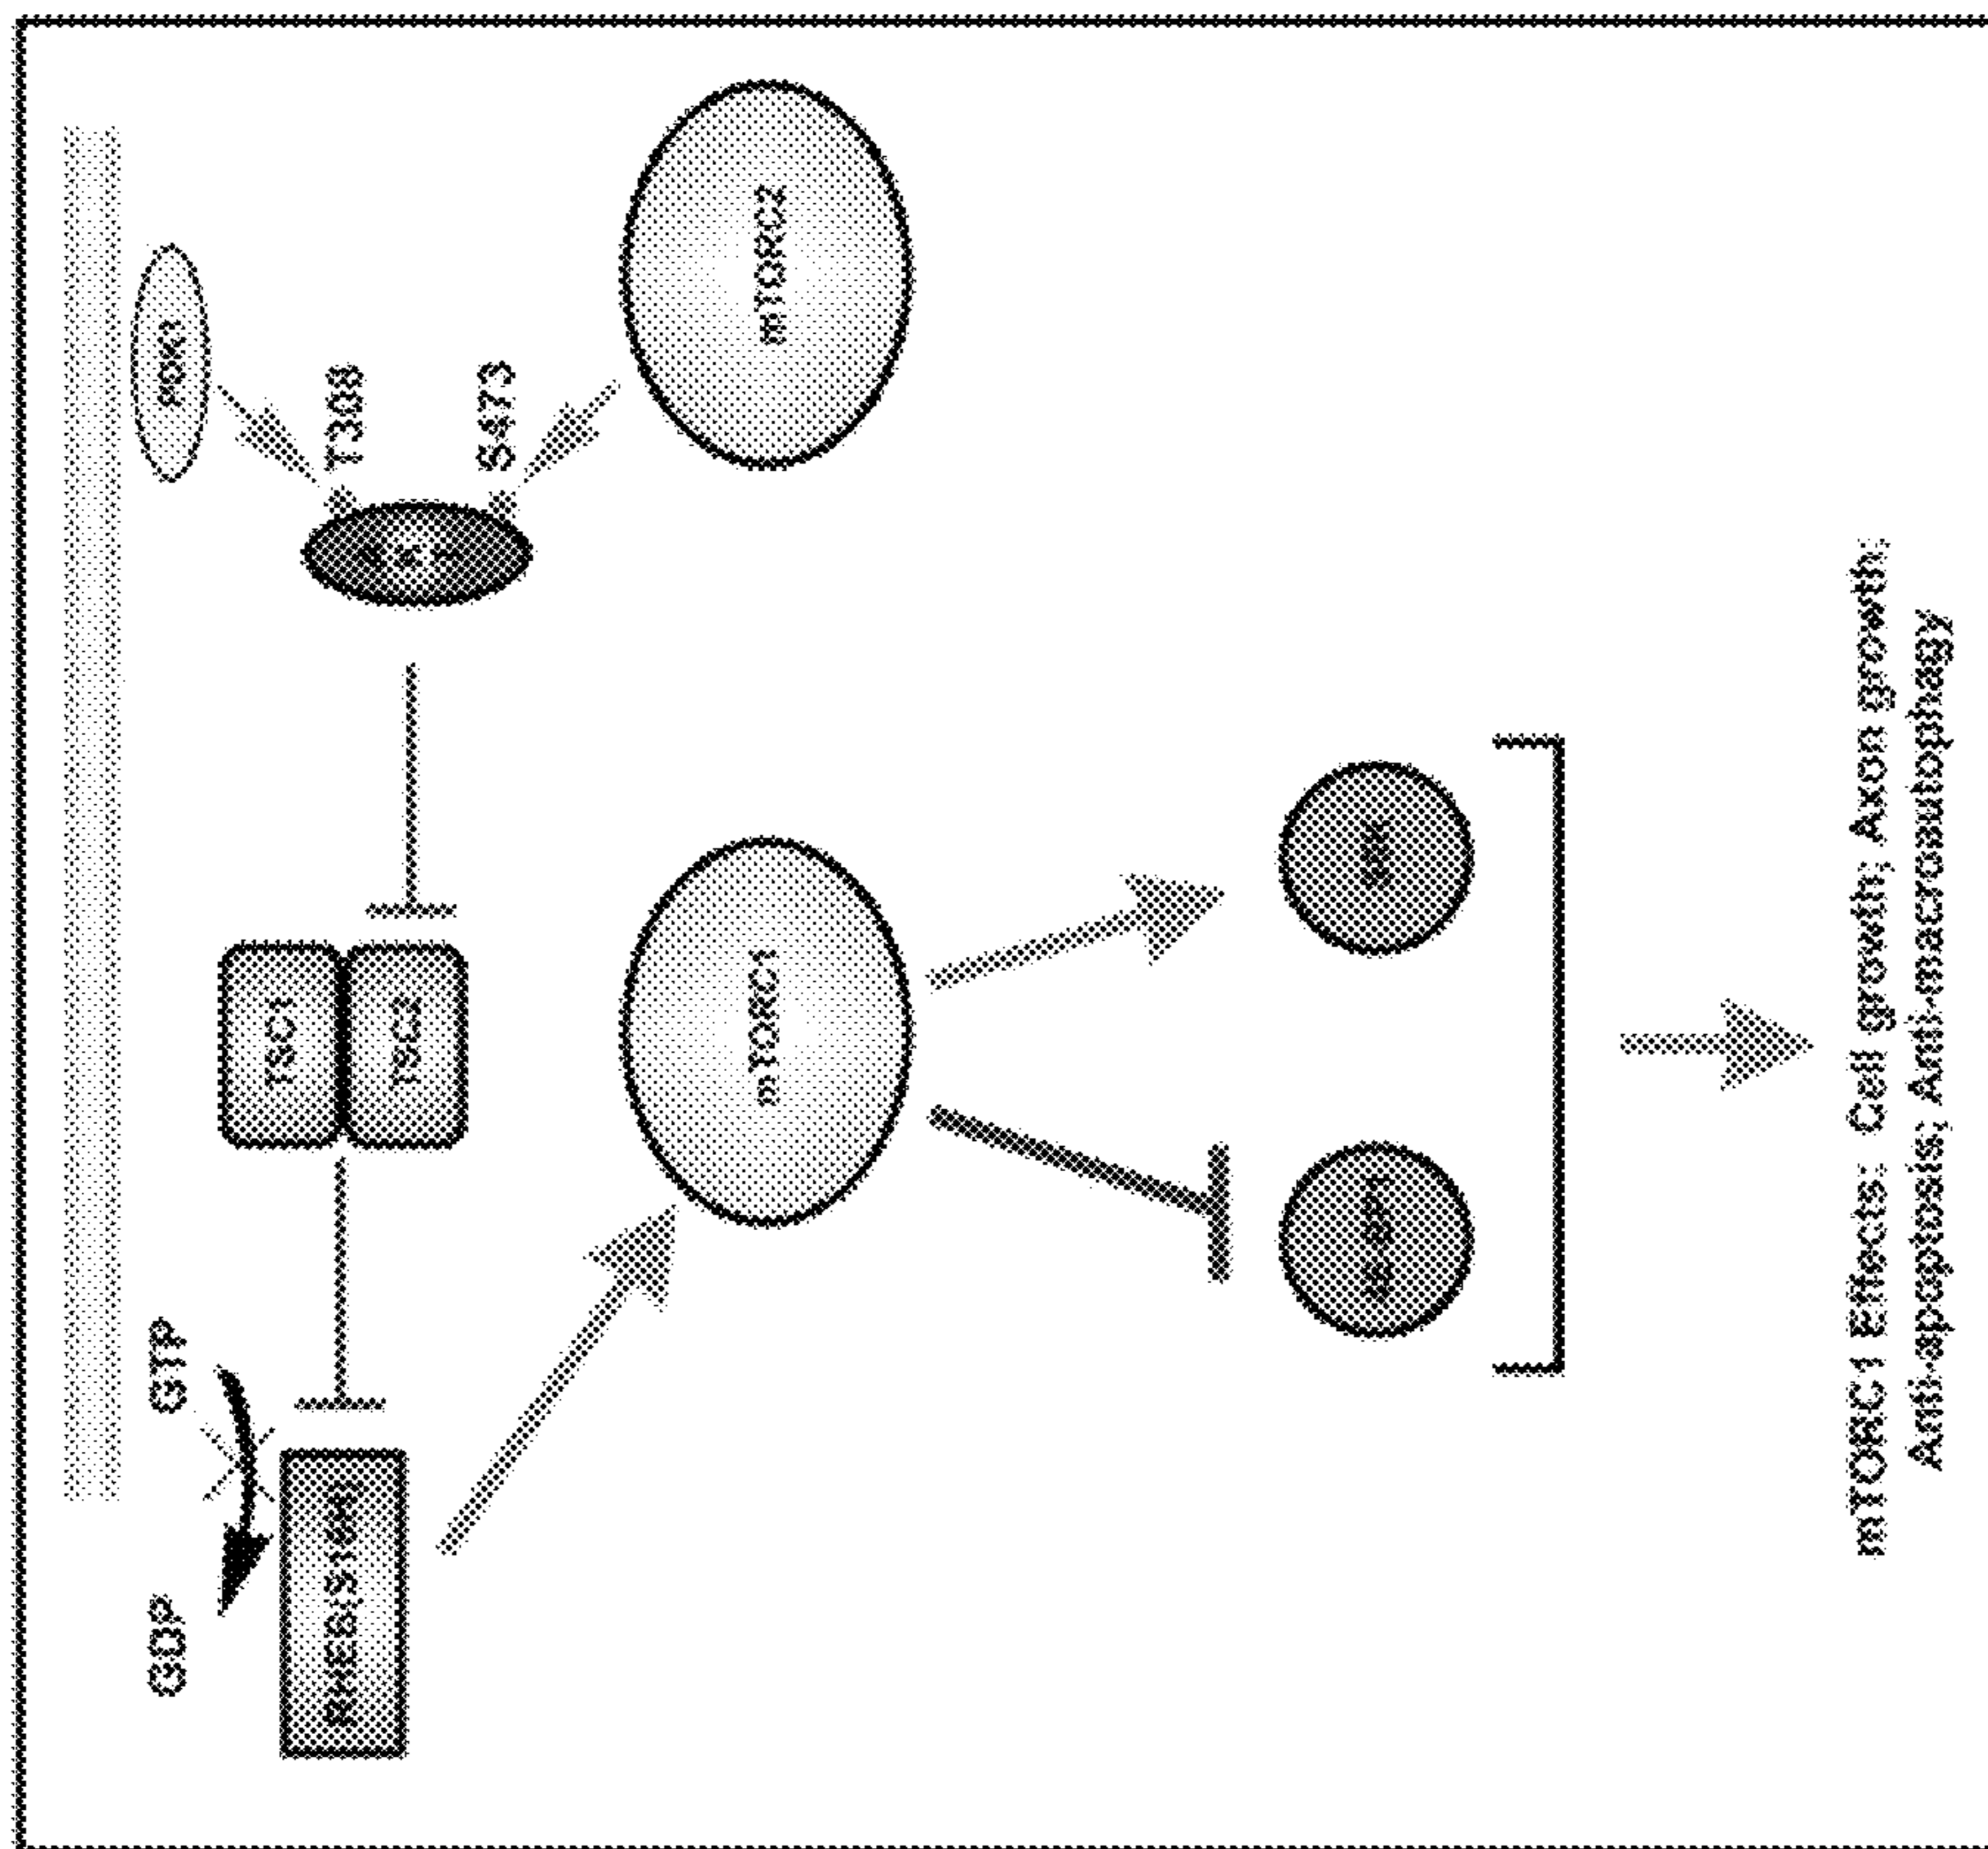 PDK1
GDP
GTP
T308
RHEB(S16H)
TSC1
TSC2
S473
mTORC1
mTORC2
mTORC1 Effects: Cell growth; Axon growth;
Anti-apoptosis; Anti-macroautophagy